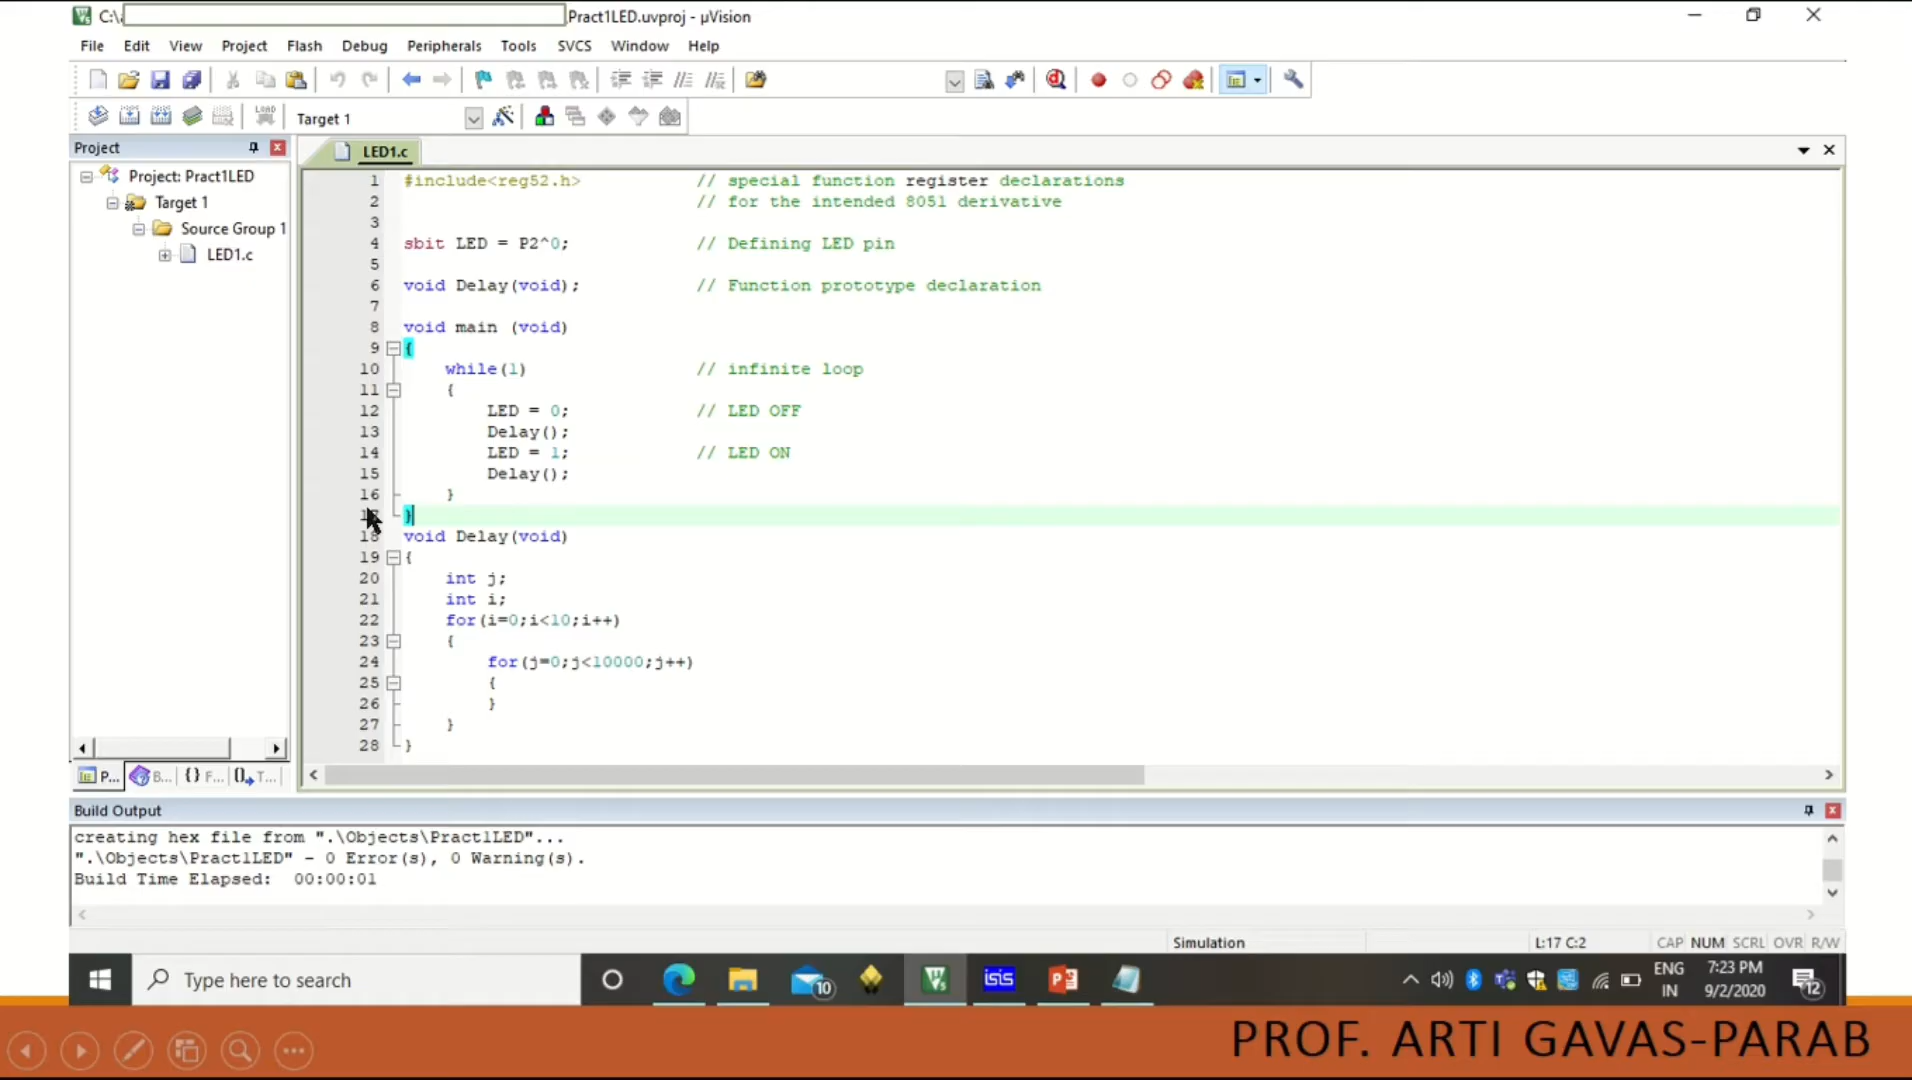 C:\ Pract1LED.uvproj - µVision
File Edit View Project Flash Debug Peripherals Tools SVCS Window Help
LOAD Target 1
Project
LED1.c
Project: Pract1LED
Target 1
Source Group 1
LED1.c
1 #include<reg52.h> // special function register declarations
2 // for the intended 8051 derivative
3
4 sbit LED = P2^0; // Defining LED pin
5
6 void Delay(void); // Function prototype declaration
7
8 void main (void)
9 {
10 while(1) // infinite loop
11 {
12 LED = 0; // LED OFF
13 Delay();
14 LED = 1; // LED ON
15 Delay();
16 }
17 }
18 void Delay(void)
19 {
20 int j;
21 int i;
22 for(i=0;i<10;i++)
23 {
24 for(j=0;j<10000;j++)
25 {
26 }
27 }
28 }
P... B... {} F... T...
Build Output
creating hex file from ".\Objects\Pract1LED"...
".\Objects\Pract1LED" - 0 Error(s), 0 Warning(s).
Build Time Elapsed: 00:00:01
Simulation L:17 C:2 CAP NUM SCRL OVR R/W
Type here to search
10
isis
ENG
IN
7:23 PM
9/2/2020
12
PROF. ARTI GAVAS-PARAB